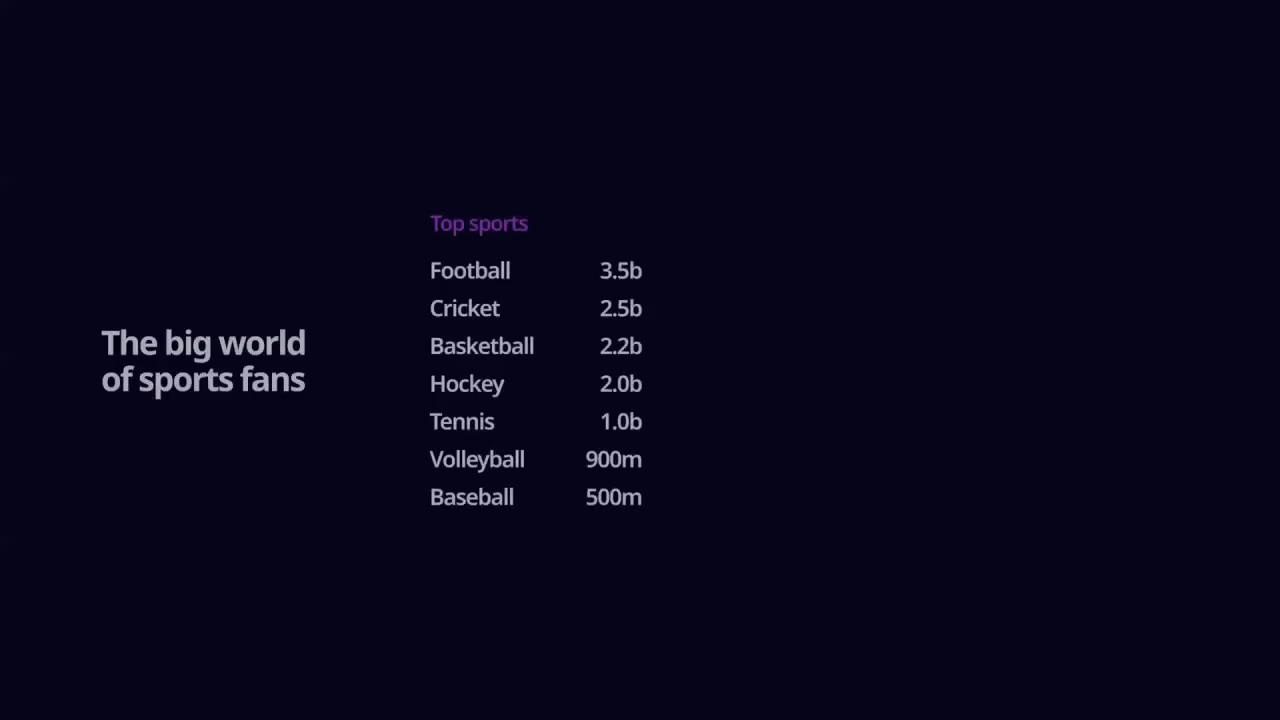 The big world
of sports fans
Top sports
Football 3.5b
Cricket 2.5b
Basketball 2.2b
Hockey 2.0b
Tennis 1.0b
Volleyball 900m
Baseball 500m